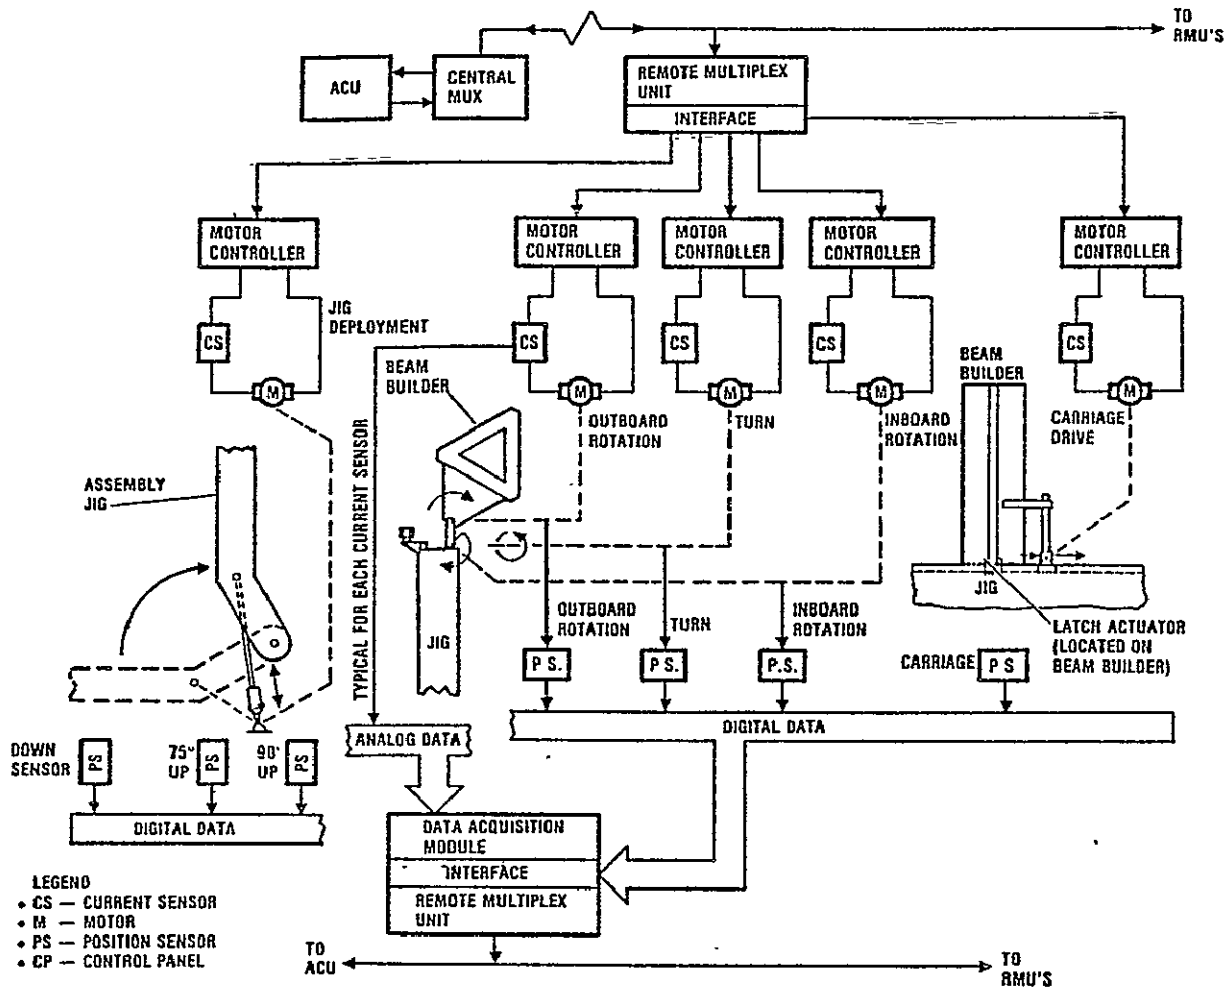 TO
RMU'S
ACU
CENTRAL
MUX
REMOTE MULTIPLEX
UNIT
INTERFACE
MOTOR
CONTROLLER
MOTOR
CONTROLLER
MOTOR
CONTROLLER
MOTOR
CONTROLLER
MOTOR
CONTROLLER
JIG
DEPLOYMENT
CS
CS
CS
CS
CS
M
M
M
M
M
BEAM
BUILDER
OUTBOARD
ROTATION
TURN
INBOARD
ROTATION
BEAM
BUILDER
CARRIAGE
DRIVE
ASSEMBLY
JIG
TYPICAL FOR EACH CURRENT SENSOR
JIG
OUTBOARD
ROTATION
TURN
INBOARD
ROTATION
JIG
LATCH ACTUATOR
(LOCATED ON
BEAM BUILDER)
P S.
P S.
P.S.
CARRIAGE
P S
DIGITAL DATA
ANALOG DATA
DOWN
SENSOR
PS
75°
UP
PS
90°
UP
PS
DIGITAL DATA
DATA ACQUISITION
MODULE
INTERFACE
REMOTE MULTIPLEX
UNIT
LEGEND
• CS — CURRENT SENSOR
• M — MOTOR
• PS — POSITION SENSOR
• CP — CONTROL PANEL
TO
ACU
TO
RMU'S